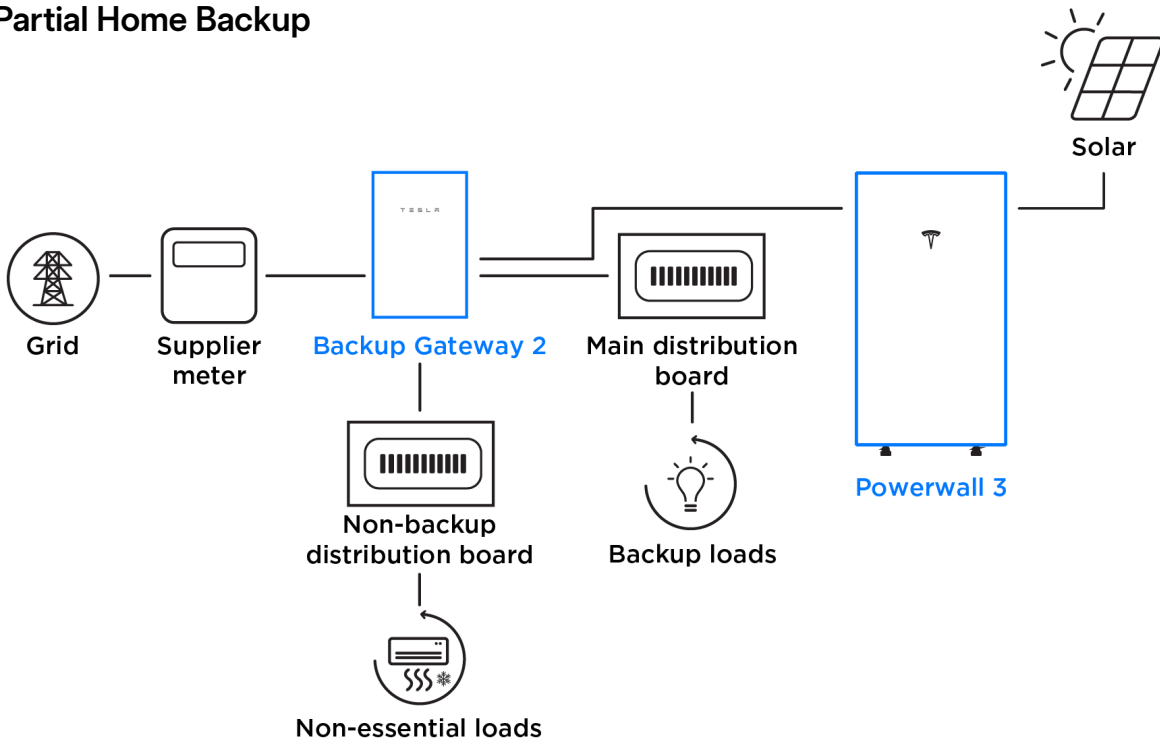 Partial Home Backup
Solar
TESLA
Grid
Supplier
meter
Backup Gateway 2
Main distribution
board
Powerwall 3
Non-backup
distribution board
Backup loads
Non-essential loads